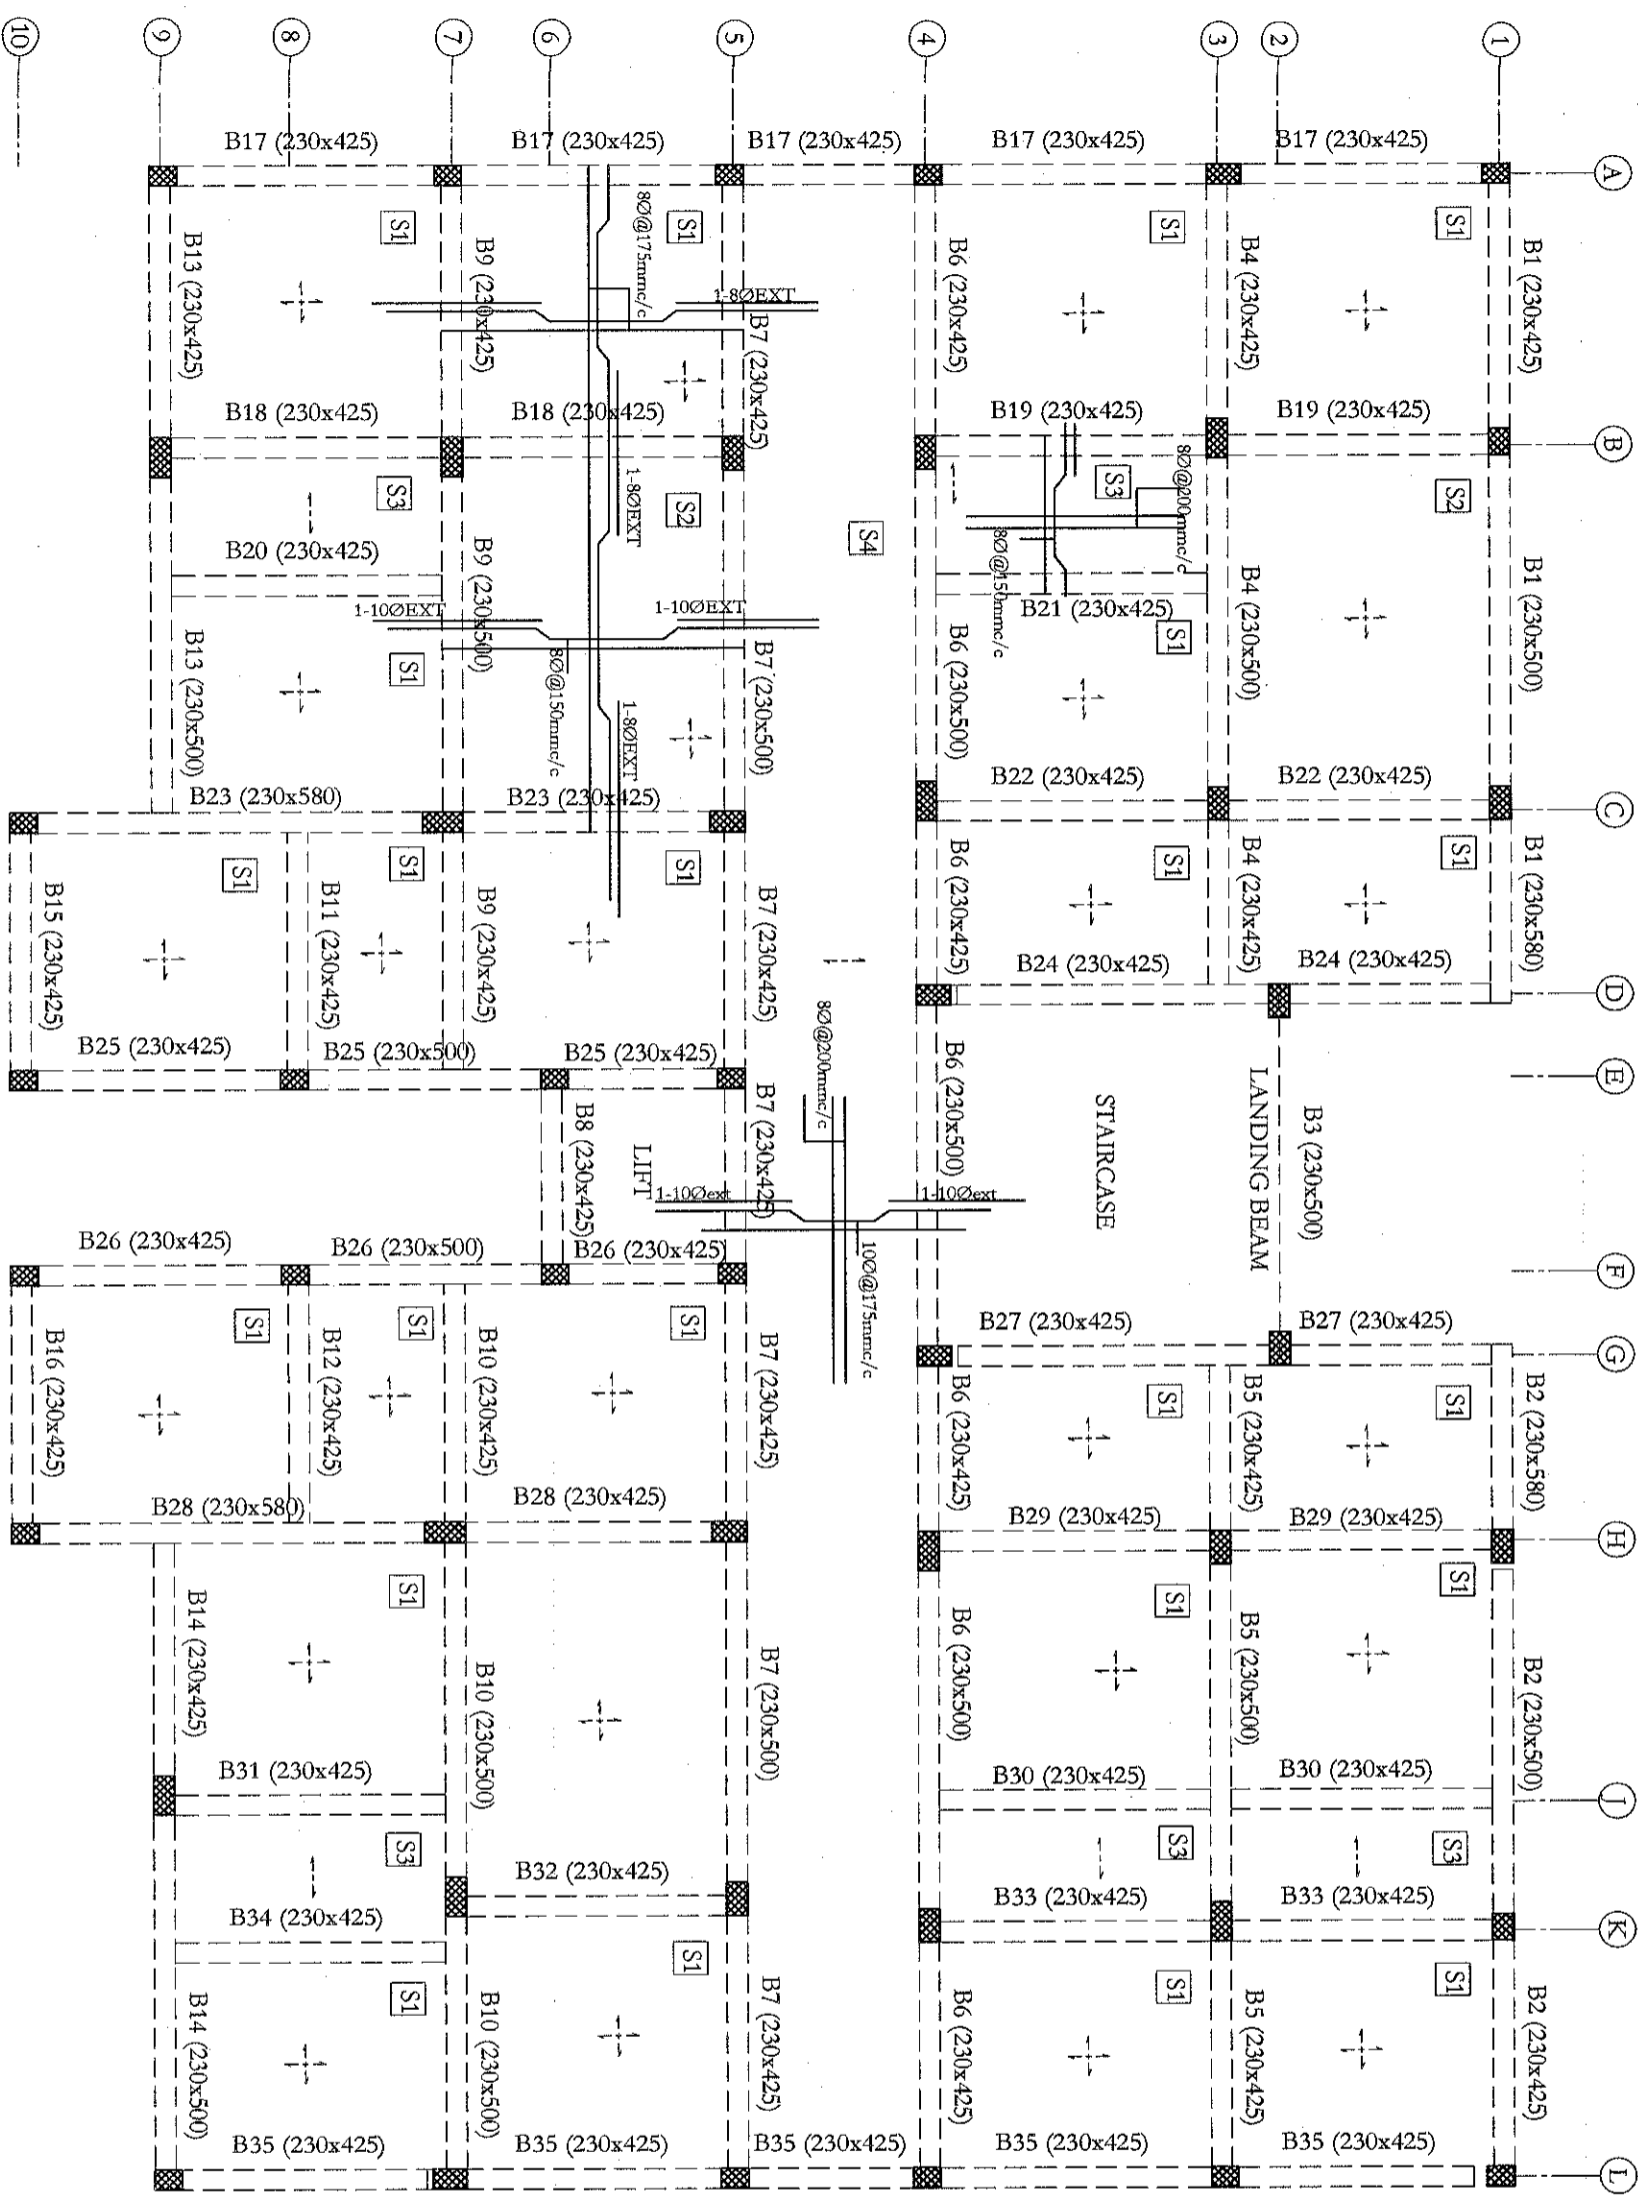 10
9
8
7
6
5
4
3
2
1
B17 (230x425)
B17 (230x425)
B17 (230x425)
B17 (230x425)
B17 (230x425)
A
S1
S1
S1
S1
8Ø@175mmc/c
B13 (230x425)
B9 (230x425)
B6 (230x425)
B4 (230x425)
B1 (230x425)
1-8ØEXT
B7 (230x425)
B18 (230x425)
B18 (230x425)
B19 (230x425)
B19 (230x425)
B
S3
1-8ØEXT
S2
S4
S3
8Ø@200mmc/c
S2
B20 (230x425)
B9 (230x500)
8Ø@150mmc/c
B4 (230x500)
B1 (230x500)
1-10ØEXT
1-10ØEXT
B21 (230x425)
B13 (230x500)
S1
8Ø@150mmc/c
1-8ØEXT
B7 (230x500)
B6 (230x500)
S1
B23 (230x580)
B23 (230x425)
B22 (230x425)
B22 (230x425)
C
S1
S1
S1
S1
S1
B15 (230x425)
B11 (230x425)
B9 (230x425)
B7 (230x425)
B6 (230x425)
B4 (230x425)
B1 (230x580)
B24 (230x425)
B24 (230x425)
D
B25 (230x425)
B25 (230x500)
B25 (230x425)
8Ø@200mmc/c
B6 (230x500)
E
B8 (230x425)
LIFT
B7 (230x425)
STAIRCASE
LANDING BEAM
B3 (230x500)
1-10Øext
1-10Øext
10Ø@175mmc/c
B26 (230x425)
B26 (230x500)
B26 (230x425)
F
B27 (230x425)
B27 (230x425)
G
S1
S1
S1
S1
S1
B16 (230x425)
B12 (230x425)
B10 (230x425)
B7 (230x425)
B6 (230x425)
B5 (230x425)
B2 (230x580)
B28 (230x580)
B28 (230x425)
B29 (230x425)
B29 (230x425)
H
S1
S1
S1
B14 (230x425)
B10 (230x500)
B7 (230x500)
B6 (230x500)
B5 (230x500)
B2 (230x500)
B31 (230x425)
B30 (230x425)
B30 (230x425)
J
S3
S3
S3
B34 (230x425)
B32 (230x425)
B33 (230x425)
B33 (230x425)
K
S1
S1
S1
S1
B14 (230x500)
B10 (230x500)
B7 (230x425)
B6 (230x425)
B5 (230x425)
B2 (230x425)
B35 (230x425)
B35 (230x425)
B35 (230x425)
B35 (230x425)
B35 (230x425)
L